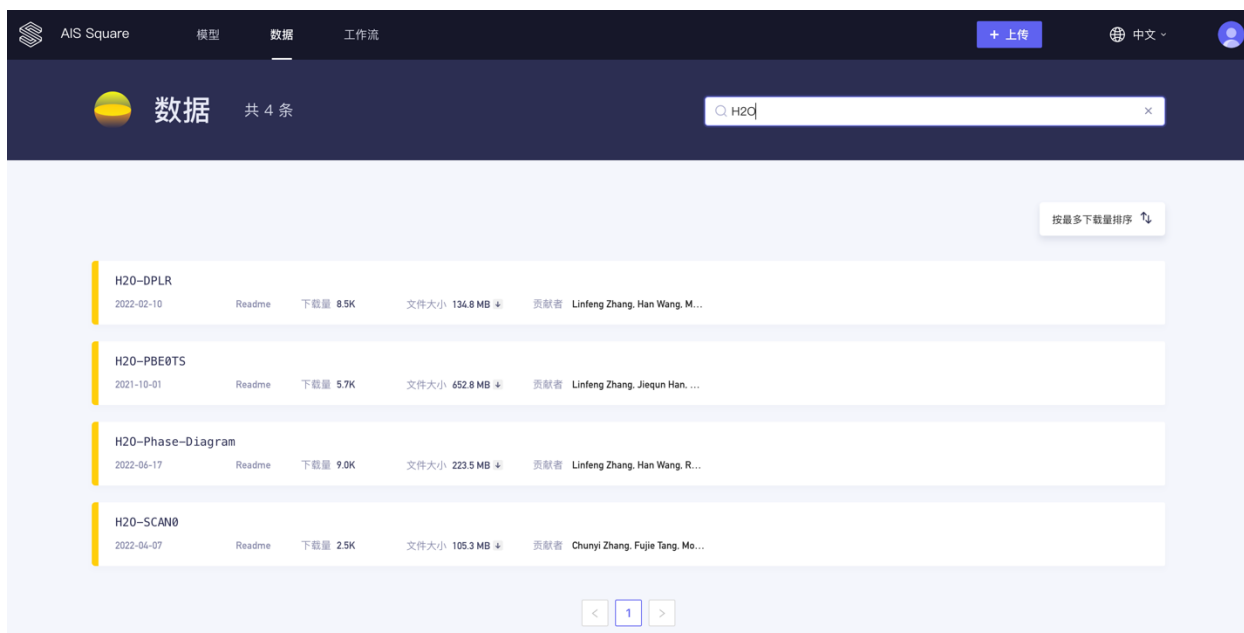 AIS Square 模型 数据 工作流 + 上传 中文
数据 共 4 条 H2O
按最多下载量排序
H2O-DPLR
2022-02-10 Readme 下载量 8.5K 文件大小 134.8 MB 贡献者 Linfeng Zhang, Han Wang, M...
H2O-PBE0TS
2021-10-01 Readme 下载量 5.7K 文件大小 652.8 MB 贡献者 Linfeng Zhang, Jiequn Han, ...
H2O-Phase-Diagram
2022-06-17 Readme 下载量 9.0K 文件大小 223.5 MB 贡献者 Linfeng Zhang, Han Wang, R...
H2O-SCAN0
2022-04-07 Readme 下载量 2.5K 文件大小 105.3 MB 贡献者 Chunyi Zhang, Fujie Tang, Mo...
< 1 >